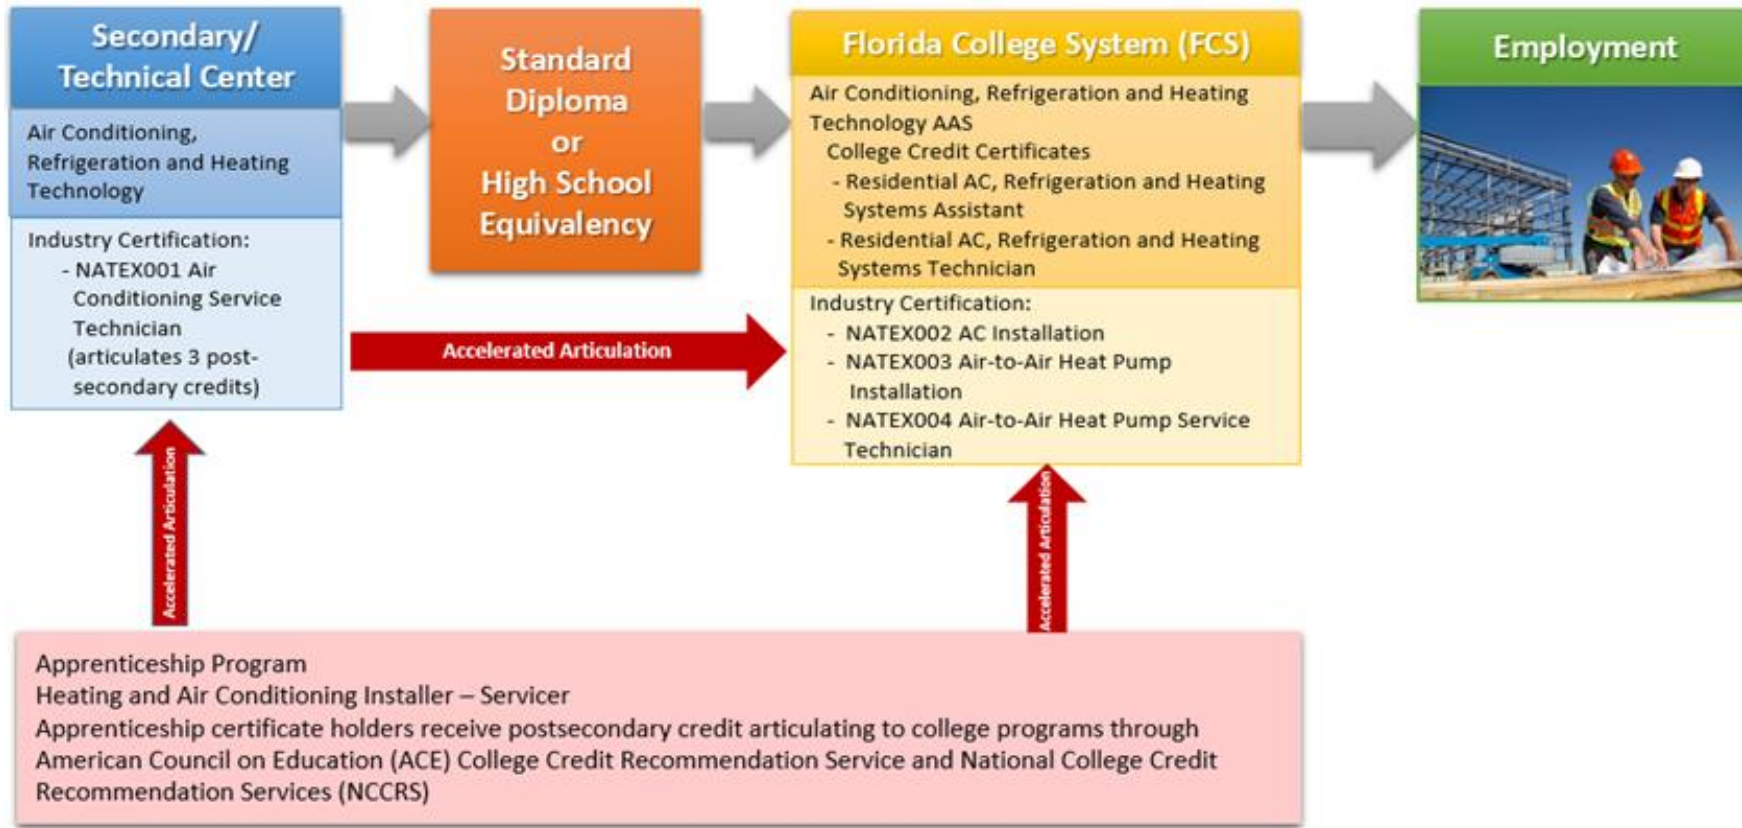 Secondary/
Technical Center
Air Conditioning,
Refrigeration and Heating
Technology
Industry Certification:
- NATEX001 Air
Conditioning Service
Technician
(articulates 3 post-
secondary credits)
Standard
Diploma
or
High School
Equivalency
Accelerated Articulation
Florida College System (FCS)
Air Conditioning, Refrigeration and Heating
Technology AAS
College Credit Certificates
- Residential AC, Refrigeration and Heating
Systems Assistant
- Residential AC, Refrigeration and Heating
Systems Technician
Industry Certification:
- NATEX002 AC Installation
- NATEX003 Air-to-Air Heat Pump
Installation
- NATEX004 Air-to-Air Heat Pump Service
Technician
Employment
Accelerated Articulation
Accelerated Articulation
Apprenticeship Program
Heating and Air Conditioning Installer – Servicer
Apprenticeship certificate holders receive postsecondary credit articulating to college programs through
American Council on Education (ACE) College Credit Recommendation Service and National College Credit
Recommendation Services (NCCRS)